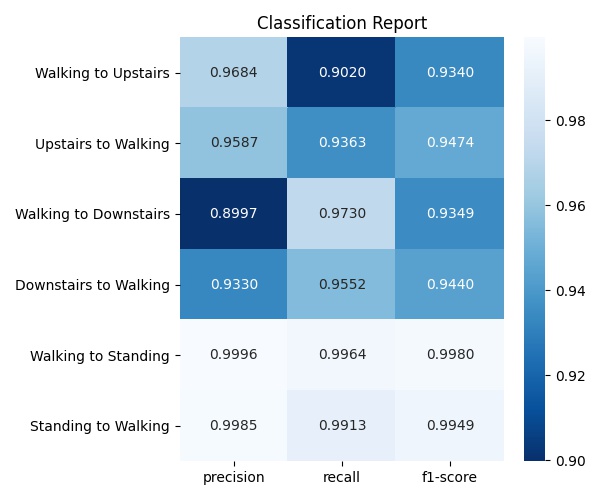 Classification Report
Walking to Upstairs 0.9684 0.9020 0.9340
Upstairs to Walking 0.9587 0.9363 0.9474
Walking to Downstairs 0.8997 0.9730 0.9349
Downstairs to Walking 0.9330 0.9552 0.9440
Walking to Standing 0.9996 0.9964 0.9980
Standing to Walking 0.9985 0.9913 0.9949
precision recall f1-score
0.98
0.96
0.94
0.92
0.90